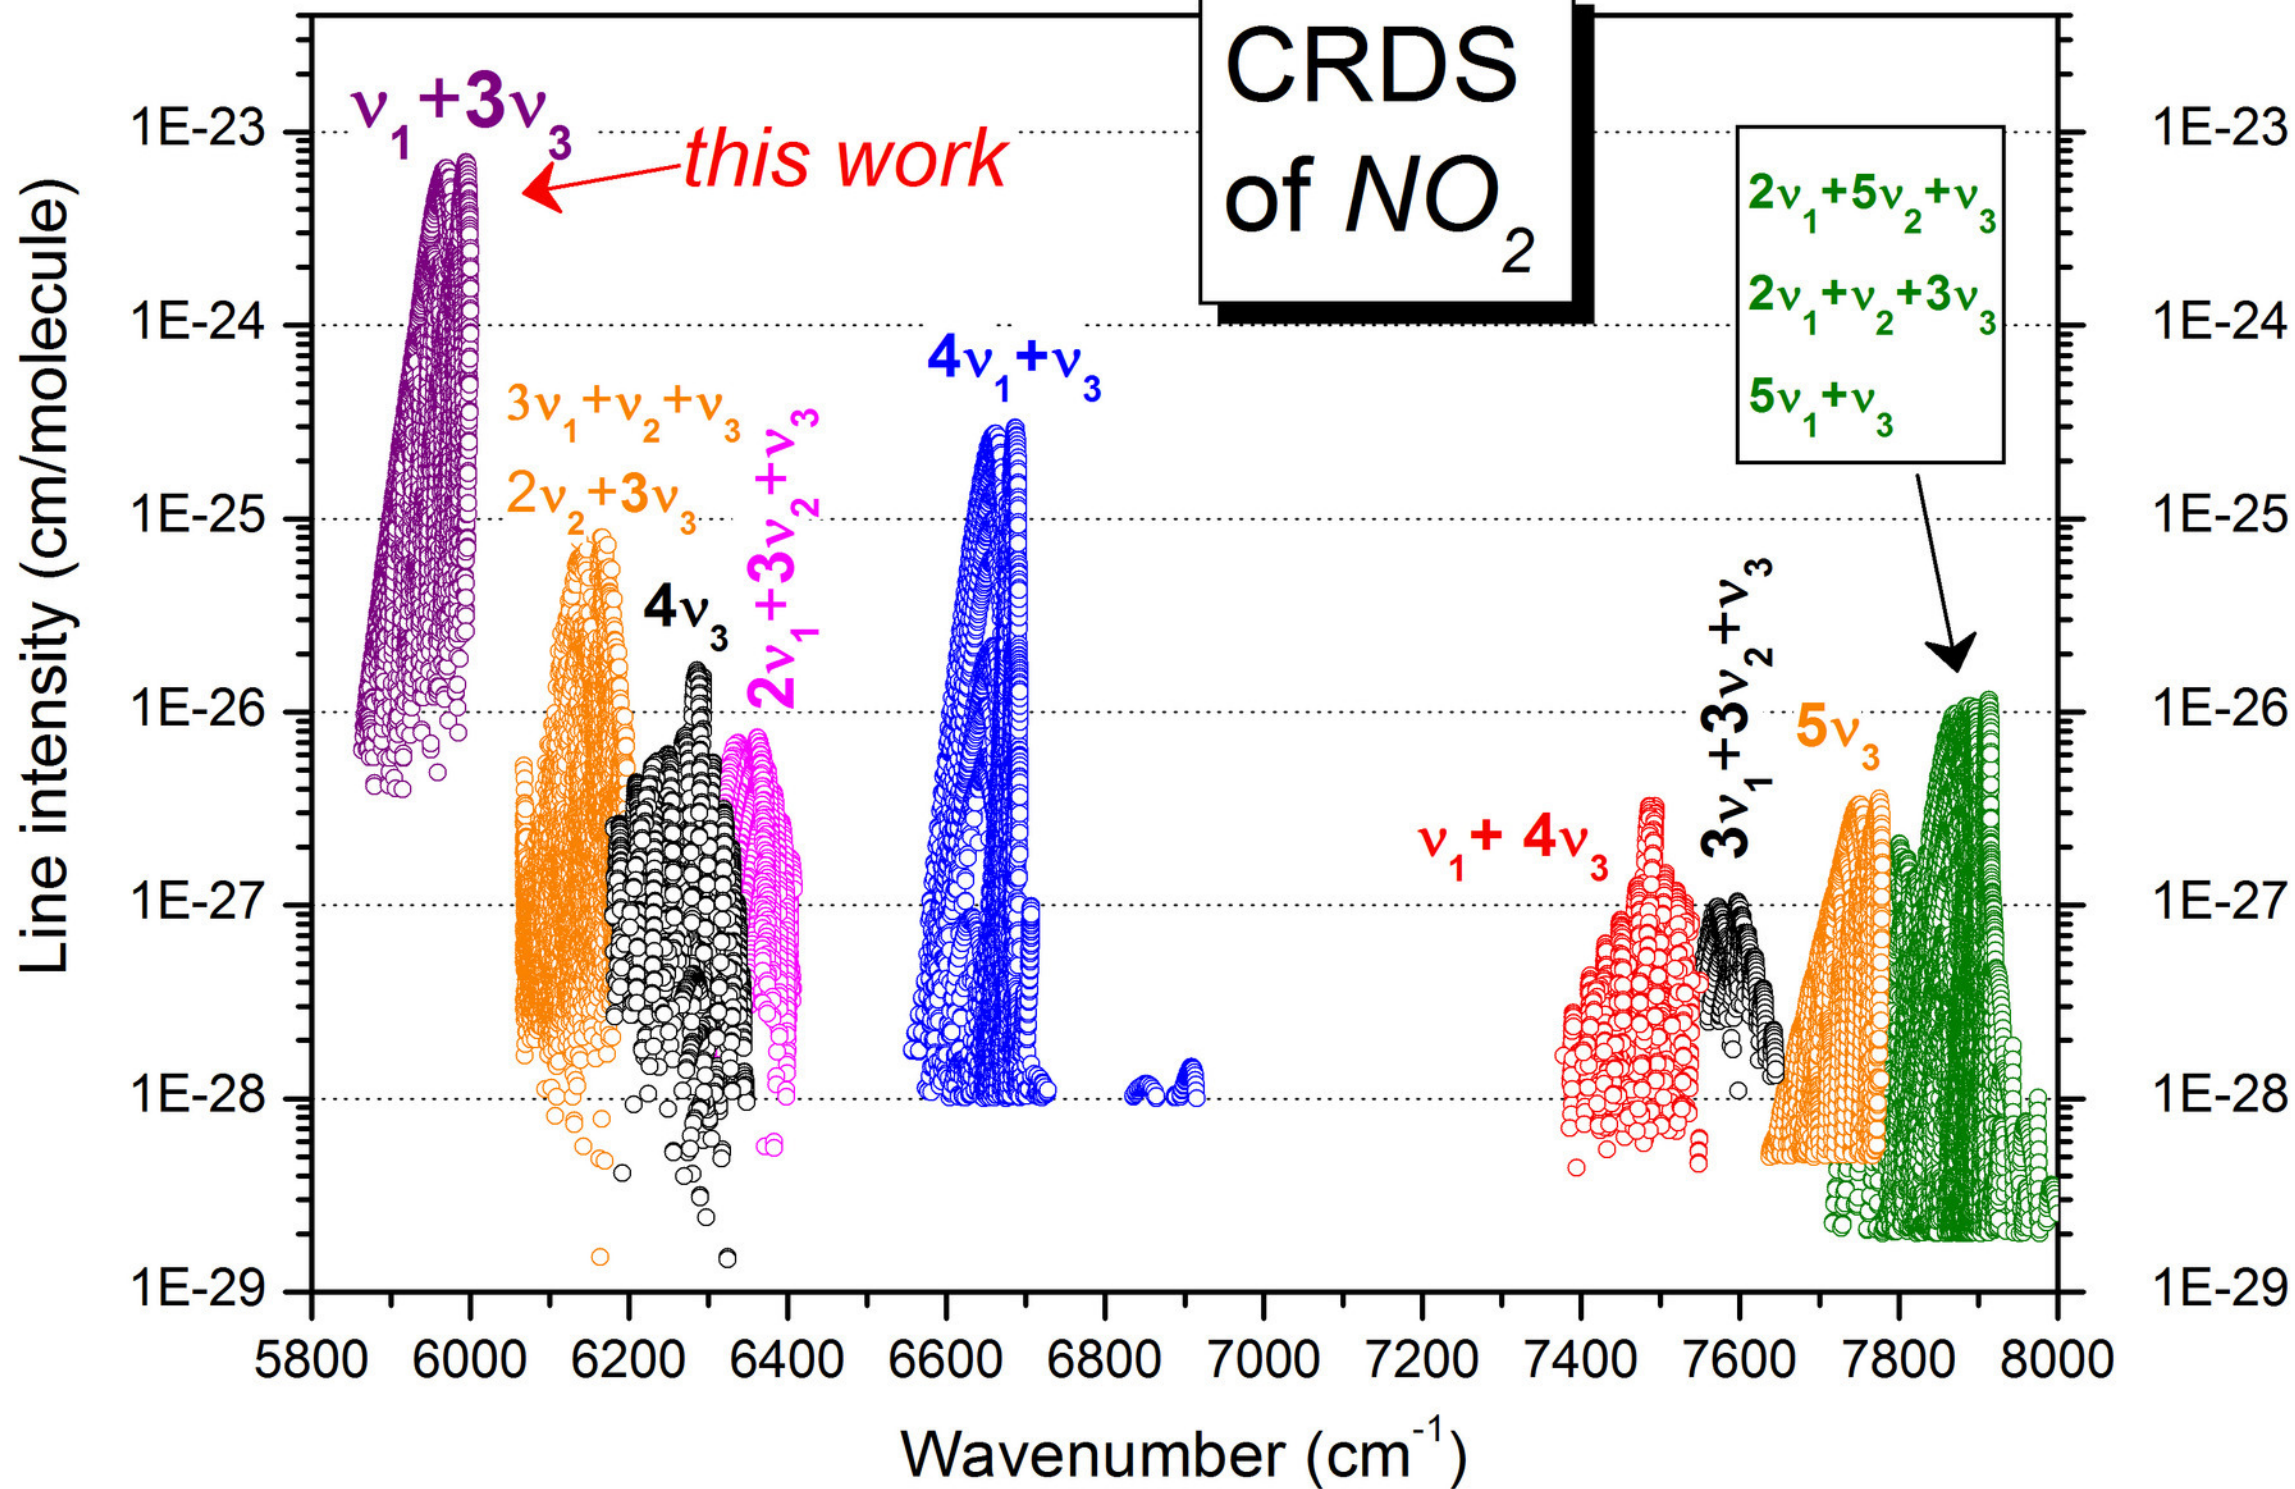 CRDS
of NO₂
ν₁+3ν₃
this work
3ν₁+ν₂+ν₃
2ν₂+3ν₃
4ν₃
2ν₁+3ν₂+ν₃
4ν₁+ν₃
ν₁+ 4ν₃
3ν₁+3ν₂+ν₃
5ν₃
2ν₁+5ν₂+ν₃
2ν₁+ν₂+3ν₃
5ν₁+ν₃
Line intensity (cm/molecule)
1E-23
1E-24
1E-25
1E-26
1E-27
1E-28
1E-29
1E-23
1E-24
1E-25
1E-26
1E-27
1E-28
1E-29
5800 6000 6200 6400 6600 6800 7000 7200 7400 7600 7800 8000
Wavenumber (cm⁻¹)